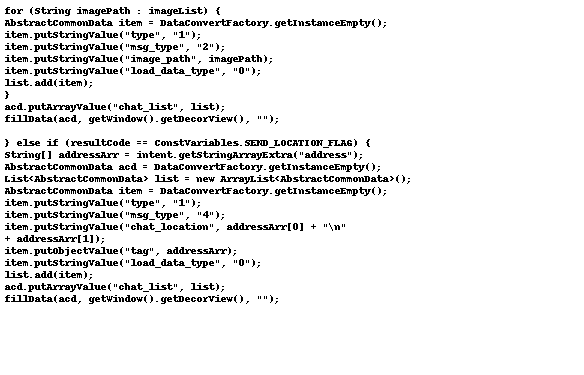 for (String imagePath : imageList) {
AbstractCommonData item = DataConvertFactory.getInstanceEmpty();
item.putStringValue("type", "1");
item.putStringValue("msg_type", "2");
item.putStringValue("image_path", imagePath);
item.putStringValue("load_data_type", "0");
list.add(item);
}
acd.putArrayValue("chat_list", list);
fillData(acd, getWindow().getDecorView(), "");

} else if (resultCode == ConstVariables.SEND_LOCATION_FLAG) {
String[] addressArr = intent.getStringArrayExtra("address");
AbstractCommonData acd = DataConvertFactory.getInstanceEmpty();
List<AbstractCommonData> list = new ArrayList<AbstractCommonData>();
AbstractCommonData item = DataConvertFactory.getInstanceEmpty();
item.putStringValue("type", "1");
item.putStringValue("msg_type", "4");
item.putStringValue("chat_location", addressArr[0] + "\n"
+ addressArr[1]);
item.putObjectValue("tag", addressArr);
item.putStringValue("load_data_type", "0");
list.add(item);
acd.putArrayValue("chat_list", list);
fillData(acd, getWindow().getDecorView(), "");